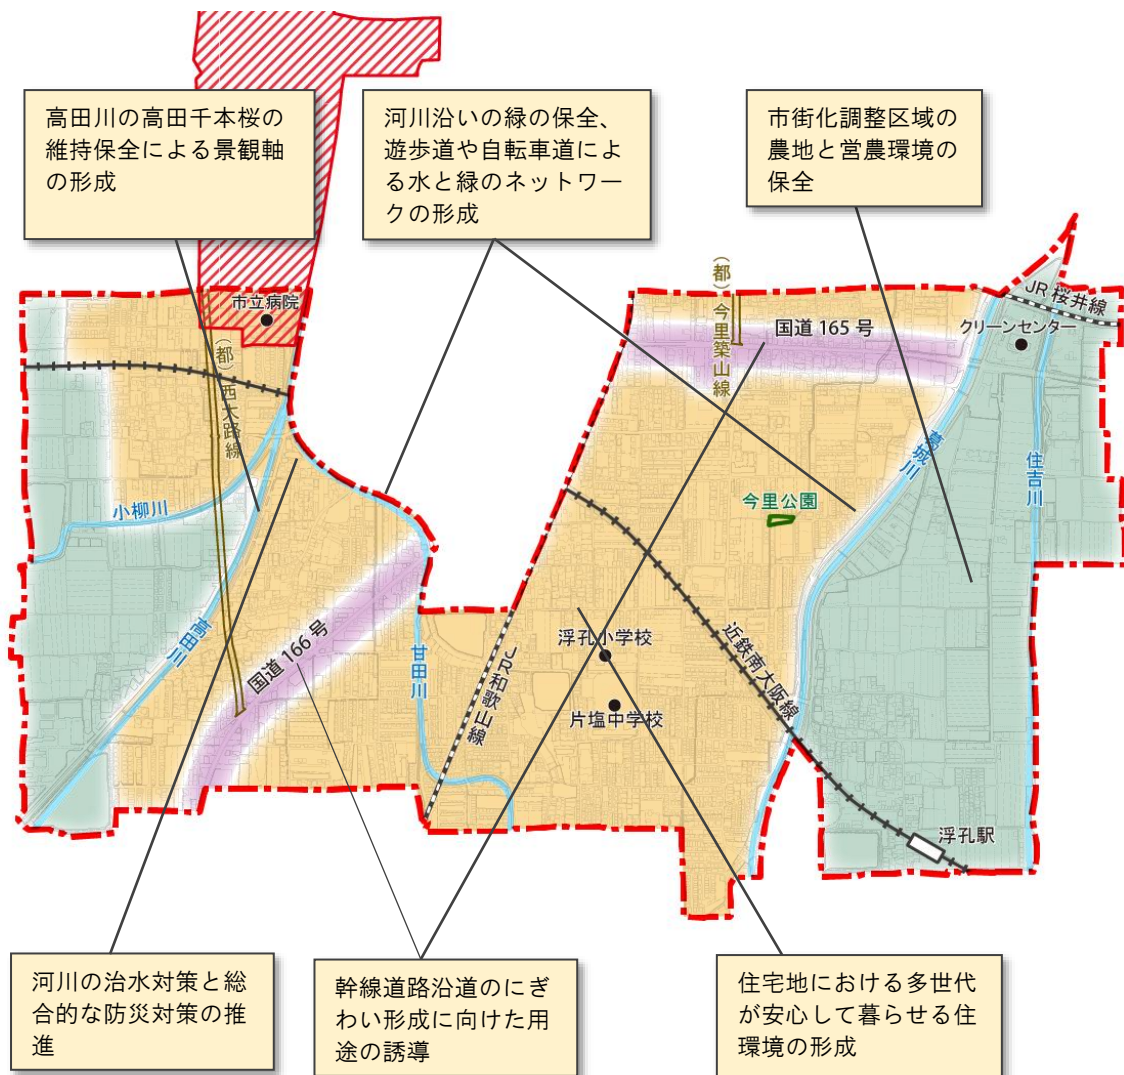 高田川の高田千本桜の
維持保全による景観軸
の形成
河川沿いの緑の保全、
遊歩道や自転車道によ
る水と緑のネットワー
クの形成
市街化調整区域の
農地と営農環境の
保全
市立病院
(都)西大路線
(都)今里築山線
国道 165 号
JR 桜井線
クリーンセンター
葛城川
住吉川
小柳川
今里公園
高田川
国道 166 号
甘田川
JR和歌山線
浮孔小学校
片塩中学校
近鉄南大阪線
浮孔駅
河川の治水対策と総
合的な防災対策の推
進
幹線道路沿道のにぎ
わい形成に向けた用
途の誘導
住宅地における多世代
が安心して暮らせる住
環境の形成